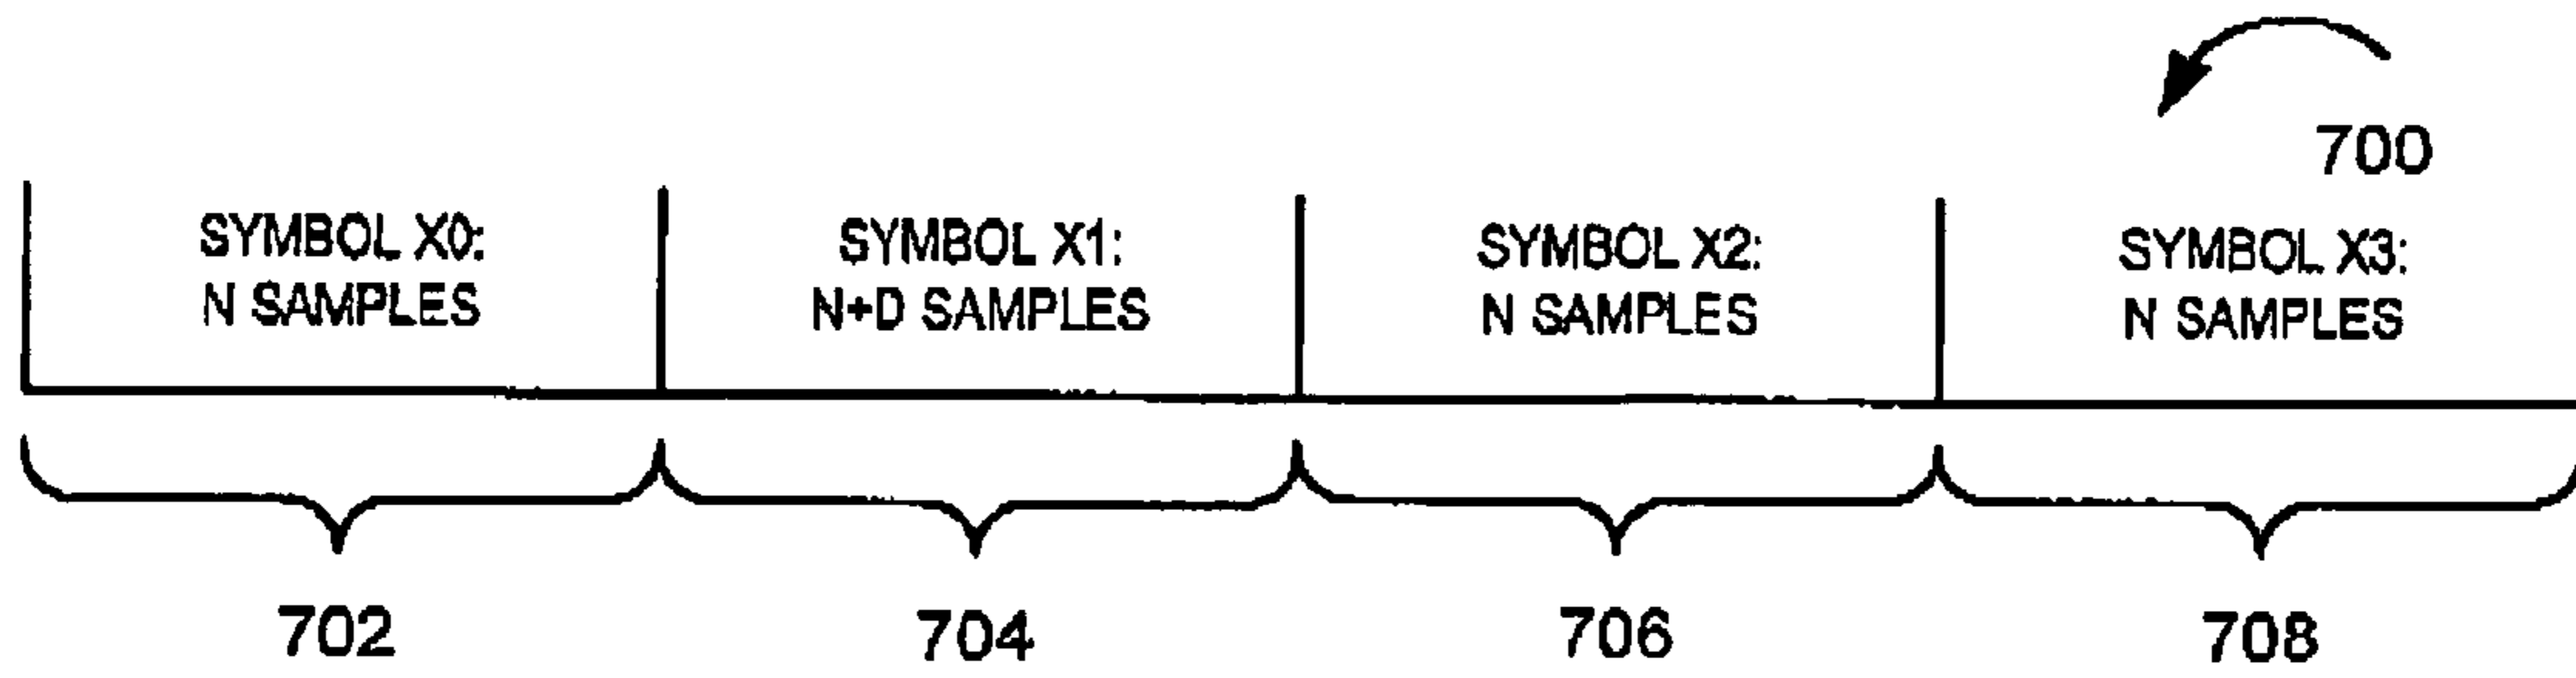 700
SYMBOL X0:
N SAMPLES
SYMBOL X1:
N+D SAMPLES
SYMBOL X2:
N SAMPLES
SYMBOL X3:
N SAMPLES
702
704
706
708